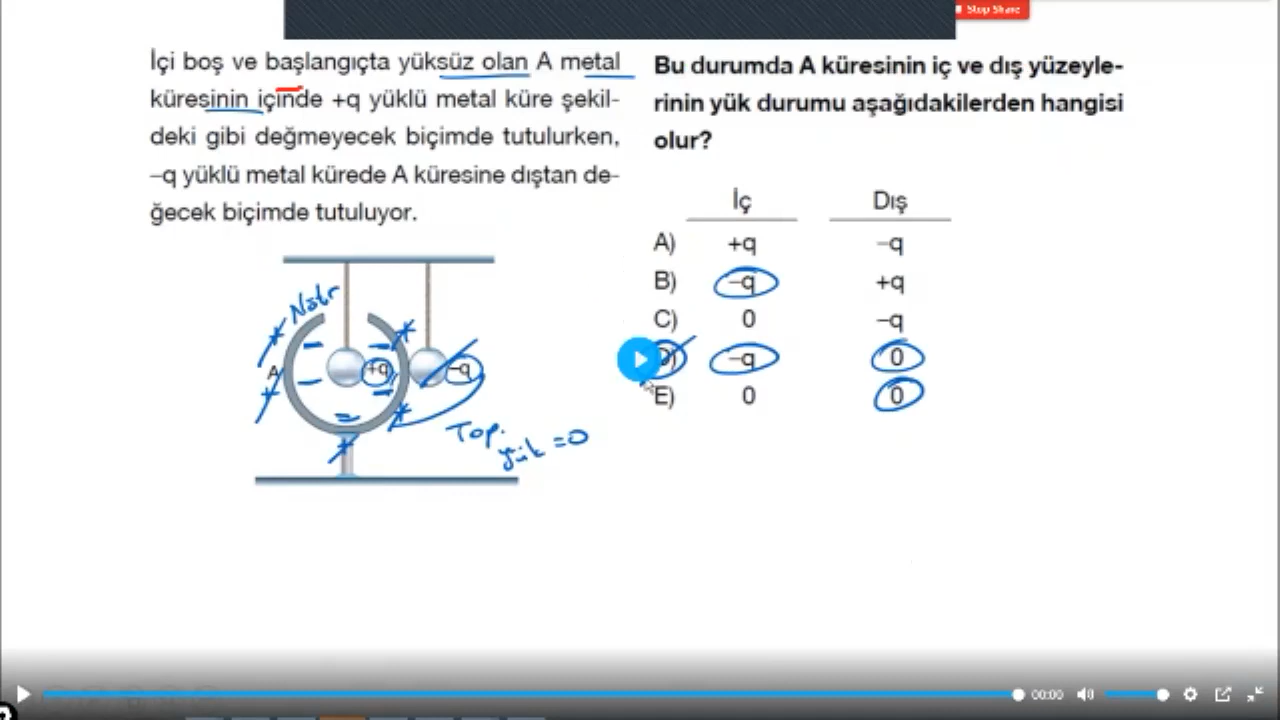 Stop Share
İçi boş ve başlangıçta yüksüz olan A metal
küresinin içinde +q yüklü metal küre şekil-
deki gibi değmeyecek biçimde tutulurken,
–q yüklü metal kürede A küresine dıştan de-
ğecek biçimde tutuluyor.
Nötr
A
+q
–q
Top.
yük =0
Bu durumda A küresinin iç ve dış yüzeyle-
rinin yük durumu aşağıdakilerden hangisi
olur?
İç Dış
A) +q –q
B) –q +q
C) 0 –q
D) –q 0
E) 0 0
00:00